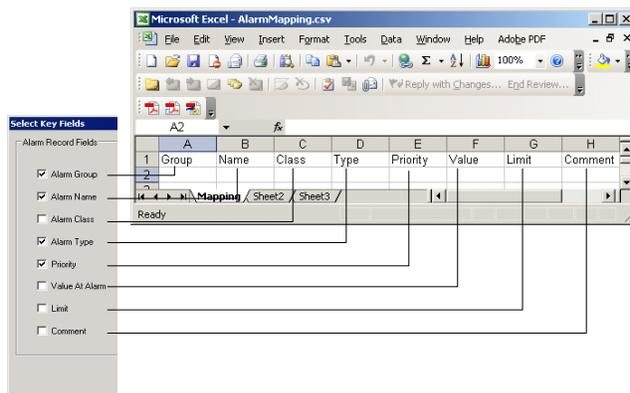 Microsoft Excel - AlarmMapping.csv
File Edit View Insert Format Tools Data Window Help Adobe PDF
100%
Reply with Changes... End Review...
A2 fx
A B C D E F G H
1 Group Name Class Type Priority Value Limit Comment
2
Mapping Sheet2 Sheet3
Ready
Select Key Fields
Alarm Record Fields
Alarm Group
Alarm Name
Alarm Class
Alarm Type
Priority
Value At Alarm
Limit
Comment